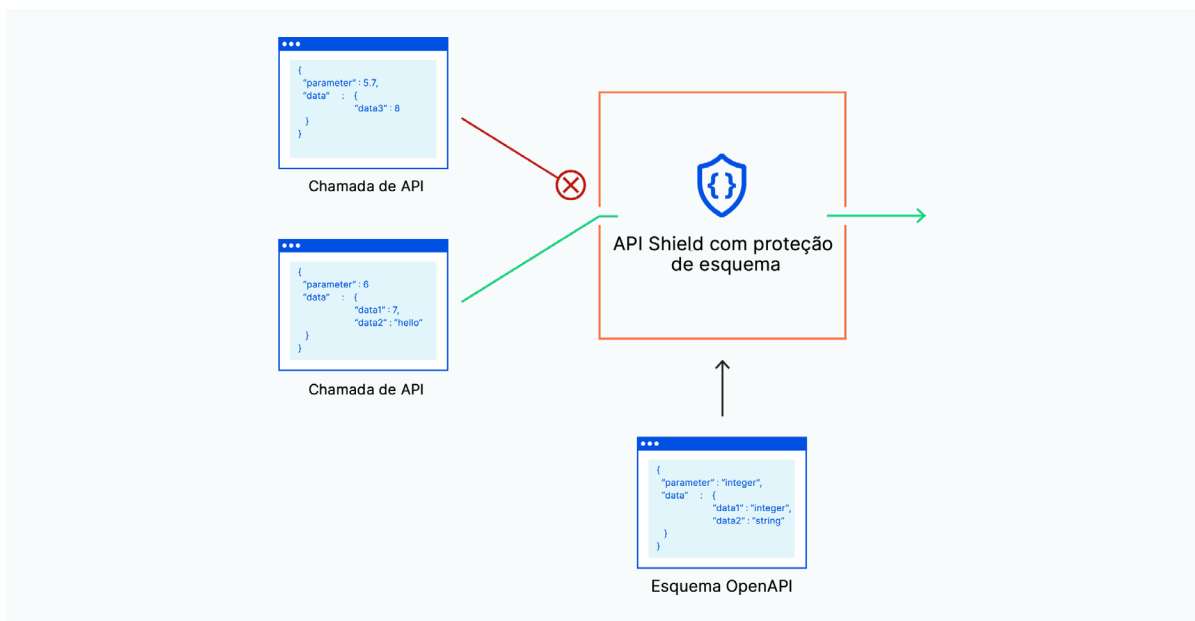 {
"parameter" : 5.7,
"data" : {
"data3" : 8
}
}
Chamada de API
{
"parameter" : 6
"data" : {
"data1" : 7,
"data2" : "hello"
}
}
Chamada de API
{ }
API Shield com proteção
de esquema
{
"parameter" : "integer",
"data" : {
"data1" : "integer",
"data2" : "string"
}
}
Esquema OpenAPI